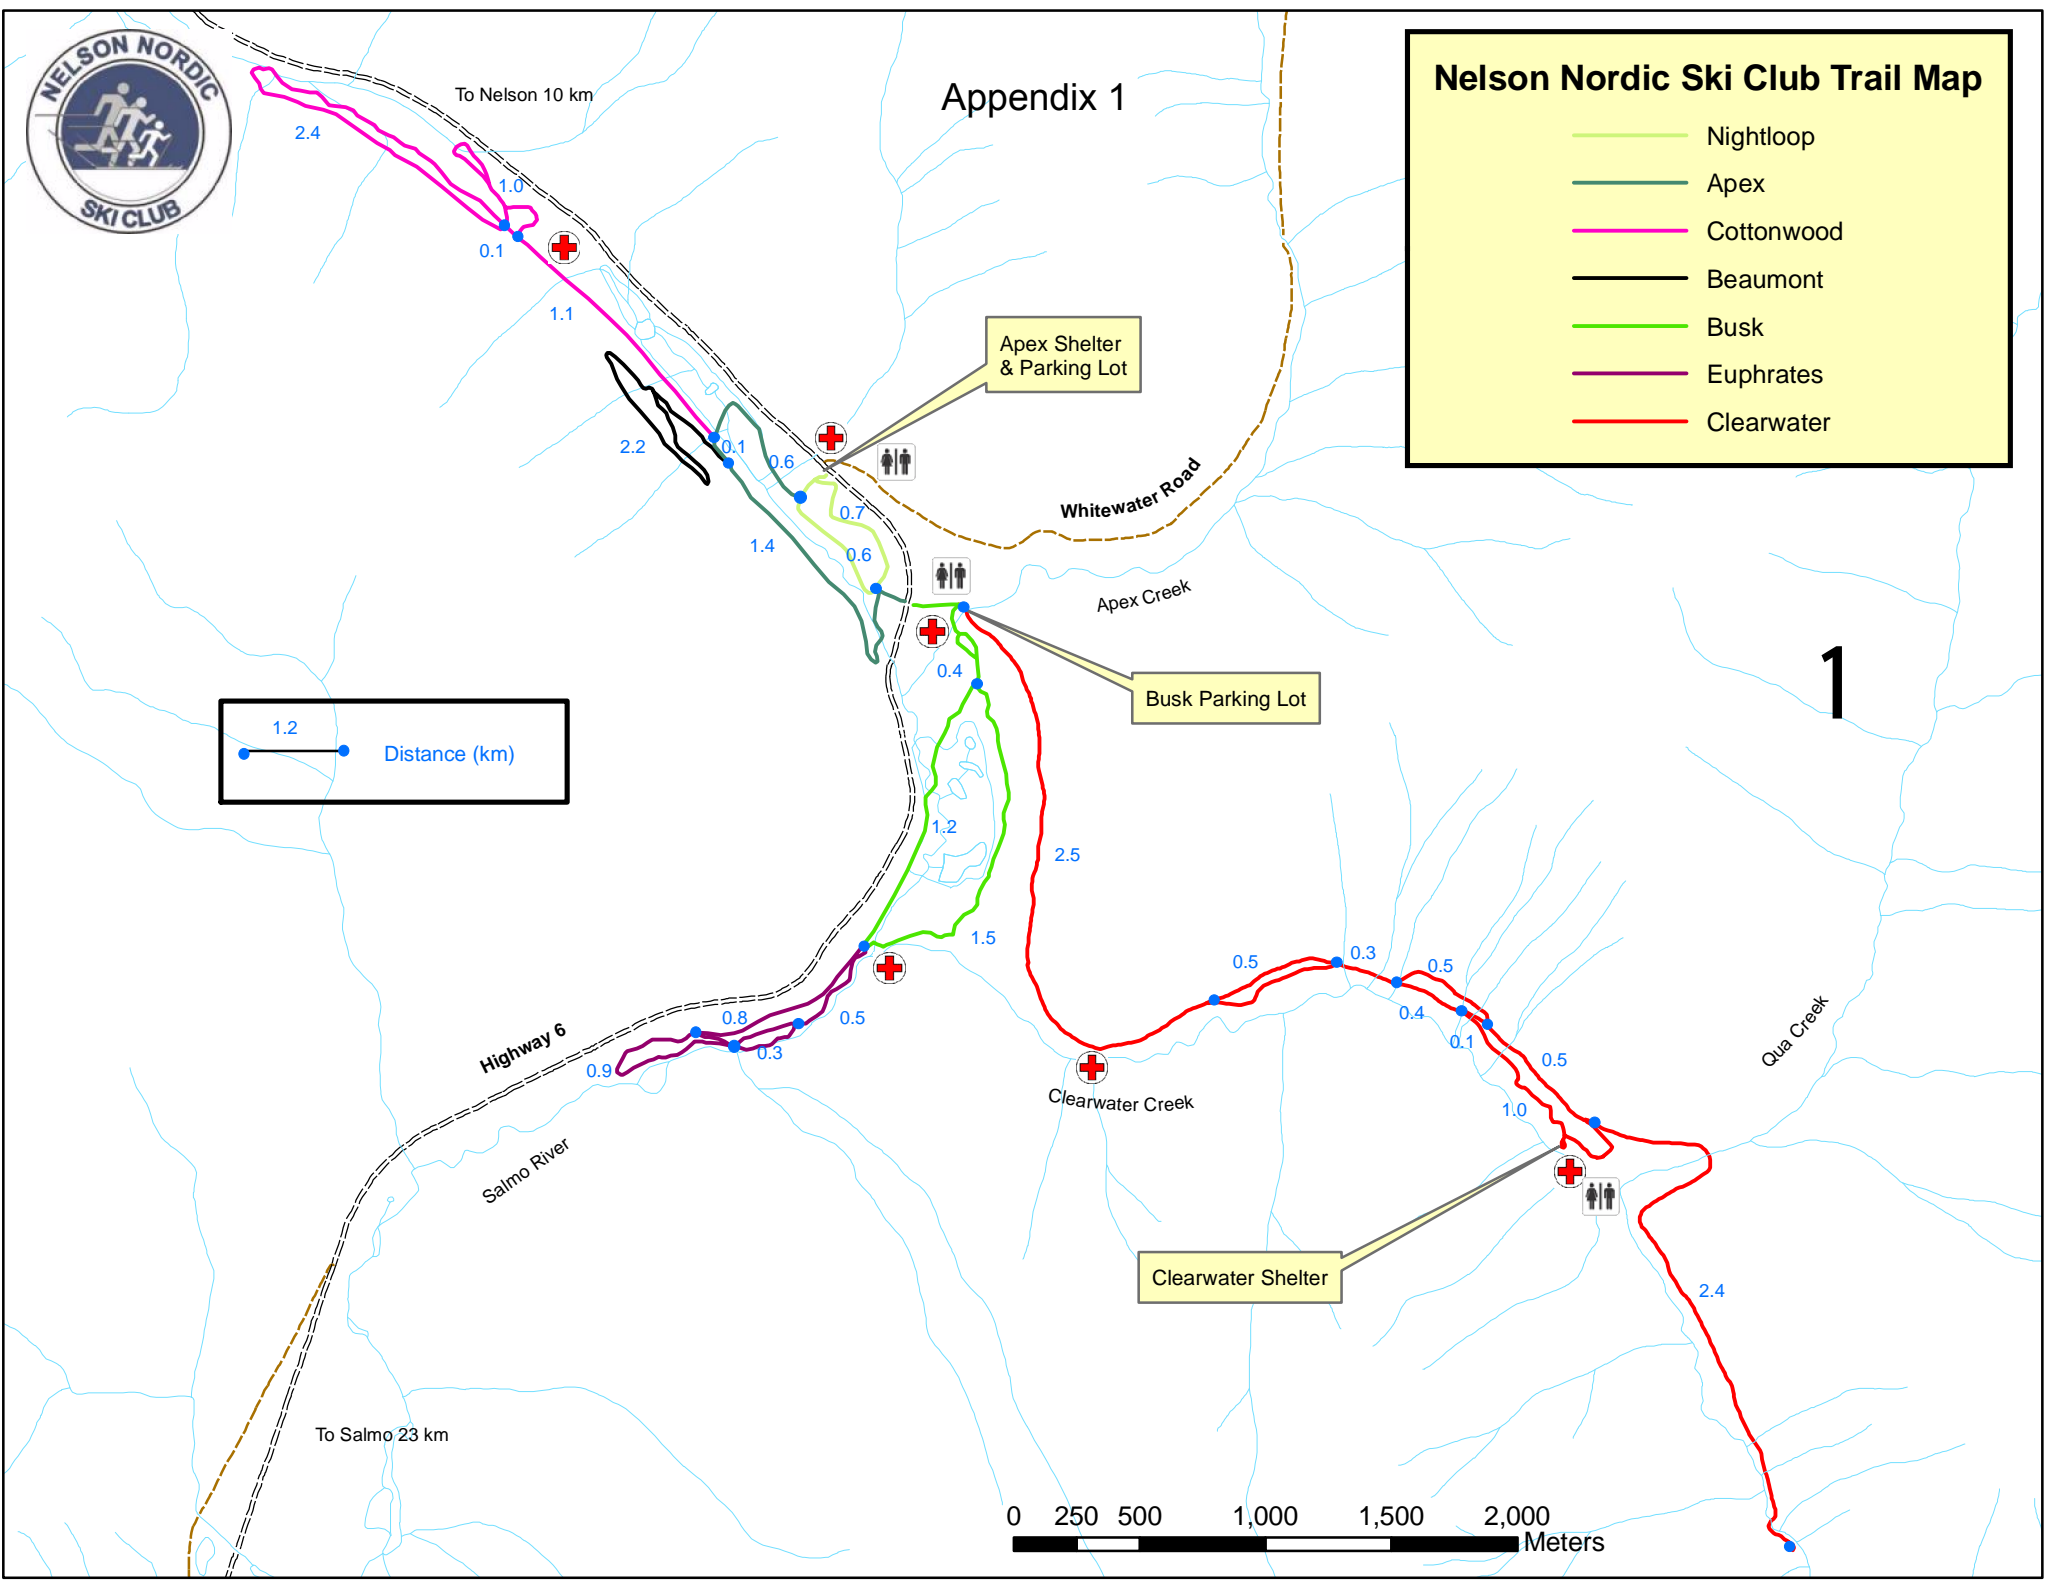 NELSON NORDIC
SKI CLUB
To Nelson 10 km
Appendix 1
Nelson Nordic Ski Club Trail Map
Nightloop
Apex
Cottonwood
Beaumont
Busk
Euphrates
Clearwater
2.4
1.0
0.1
1.1
Apex Shelter
& Parking Lot
2.2
0.1
0.6
Whitewater Road
0.7
1.4
0.6
Apex Creek
0.4
Busk Parking Lot
1
1.2
Distance (km)
1.2
2.5
1.5
0.5
0.3
0.5
0.4
0.1
0.5
1.0
Qua Creek
0.8
0.5
0.3
0.9
Highway 6
Clearwater Creek
Salmo River
Clearwater Shelter
2.4
To Salmo 23 km
0 250 500 1,000 1,500 2,000
Meters